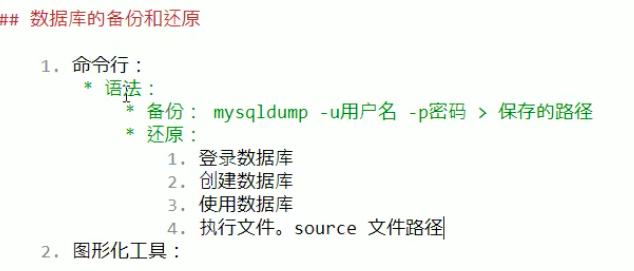 ## 数据库的备份和还原
1. 命令行：
* 语法：
* 备份： mysqldump -u用户名 -p密码 > 保存的路径
* 还原：
1. 登录数据库
2. 创建数据库
3. 使用数据库
4. 执行文件。source 文件路径
2. 图形化工具：